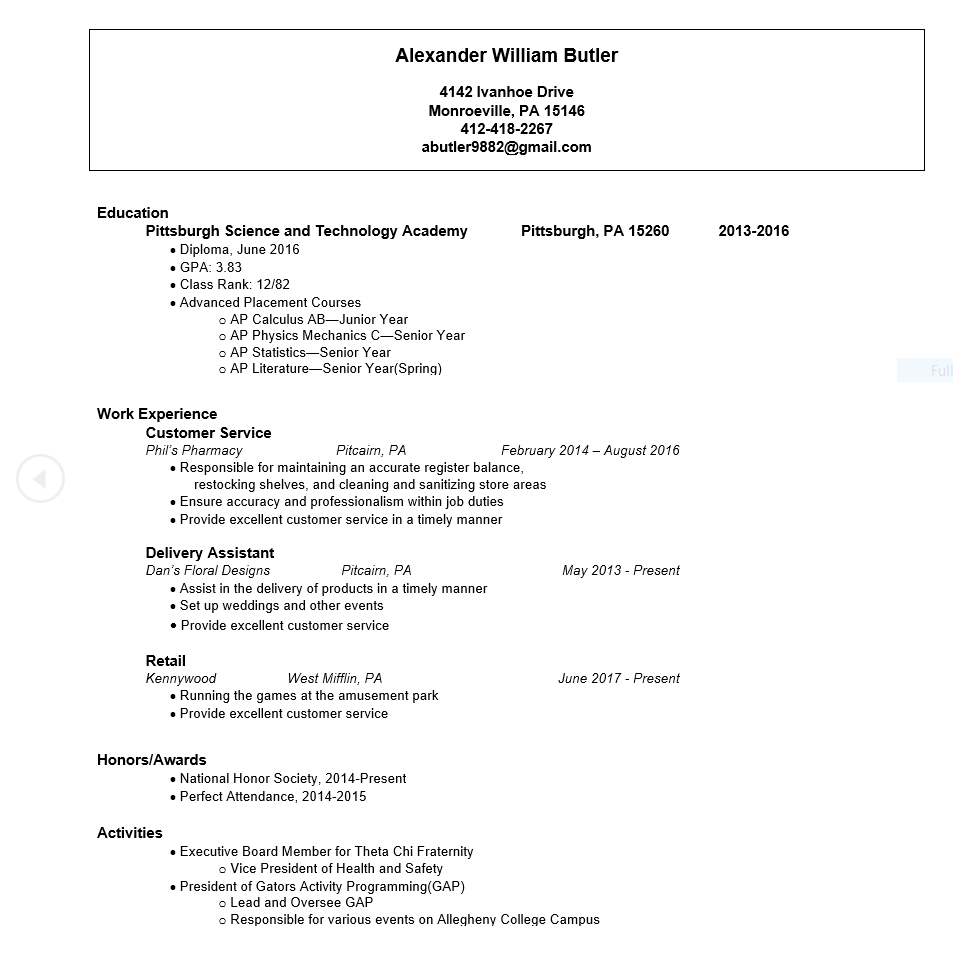 Alexander William Butler
4142 Ivanhoe Drive
Monroeville, PA 15146
412-418-2267
abutler9882@gmail.com
Education
Pittsburgh Science and Technology Academy Pittsburgh, PA 15260 2013-2016
• Diploma, June 2016
• GPA: 3.83
• Class Rank: 12/82
• Advanced Placement Courses
o AP Calculus AB—Junior Year
o AP Physics Mechanics C—Senior Year
o AP Statistics—Senior Year
o AP Literature—Senior Year(Spring)
Full
Work Experience
Customer Service
Phil's Pharmacy Pitcairn, PA February 2014 – August 2016
• Responsible for maintaining an accurate register balance,
restocking shelves, and cleaning and sanitizing store areas
• Ensure accuracy and professionalism within job duties
• Provide excellent customer service in a timely manner
Delivery Assistant
Dan's Floral Designs Pitcairn, PA May 2013 - Present
• Assist in the delivery of products in a timely manner
• Set up weddings and other events
• Provide excellent customer service
Retail
Kennywood West Mifflin, PA June 2017 - Present
• Running the games at the amusement park
• Provide excellent customer service
Honors/Awards
• National Honor Society, 2014-Present
• Perfect Attendance, 2014-2015
Activities
• Executive Board Member for Theta Chi Fraternity
o Vice President of Health and Safety
• President of Gators Activity Programming(GAP)
o Lead and Oversee GAP
o Responsible for various events on Allegheny College Campus